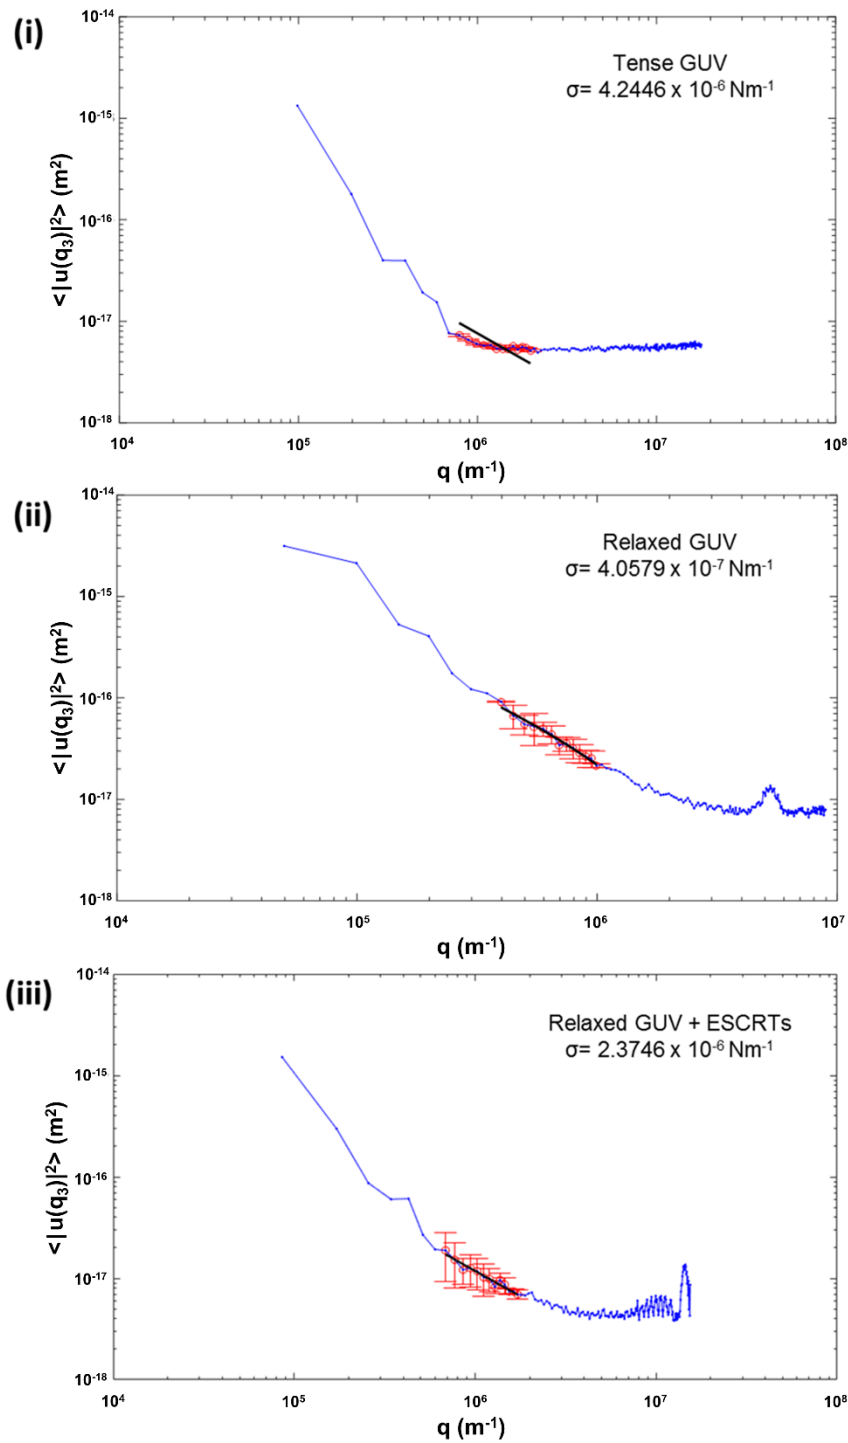 (i)
10⁻¹⁴
10⁻¹⁵
10⁻¹⁶
10⁻¹⁷
10⁻¹⁸
<|u(q₃)|²> (m²)
Tense GUV
σ= 4.2446 x 10⁻⁶ Nm⁻¹
10⁴ 10⁵ 10⁶ 10⁷ 10⁸
q (m⁻¹)
(ii)
10⁻¹⁴
10⁻¹⁵
10⁻¹⁶
10⁻¹⁷
10⁻¹⁸
<|u(q₃)|²> (m²)
Relaxed GUV
σ= 4.0579 x 10⁻⁷ Nm⁻¹
10⁴ 10⁵ 10⁶ 10⁷
q (m⁻¹)
(iii)
10⁻¹⁴
10⁻¹⁵
10⁻¹⁶
10⁻¹⁷
10⁻¹⁸
<|u(q₃)|²> (m²)
Relaxed GUV + ESCRTs
σ= 2.3746 x 10⁻⁶ Nm⁻¹
10⁴ 10⁵ 10⁶ 10⁷ 10⁸
q (m⁻¹)